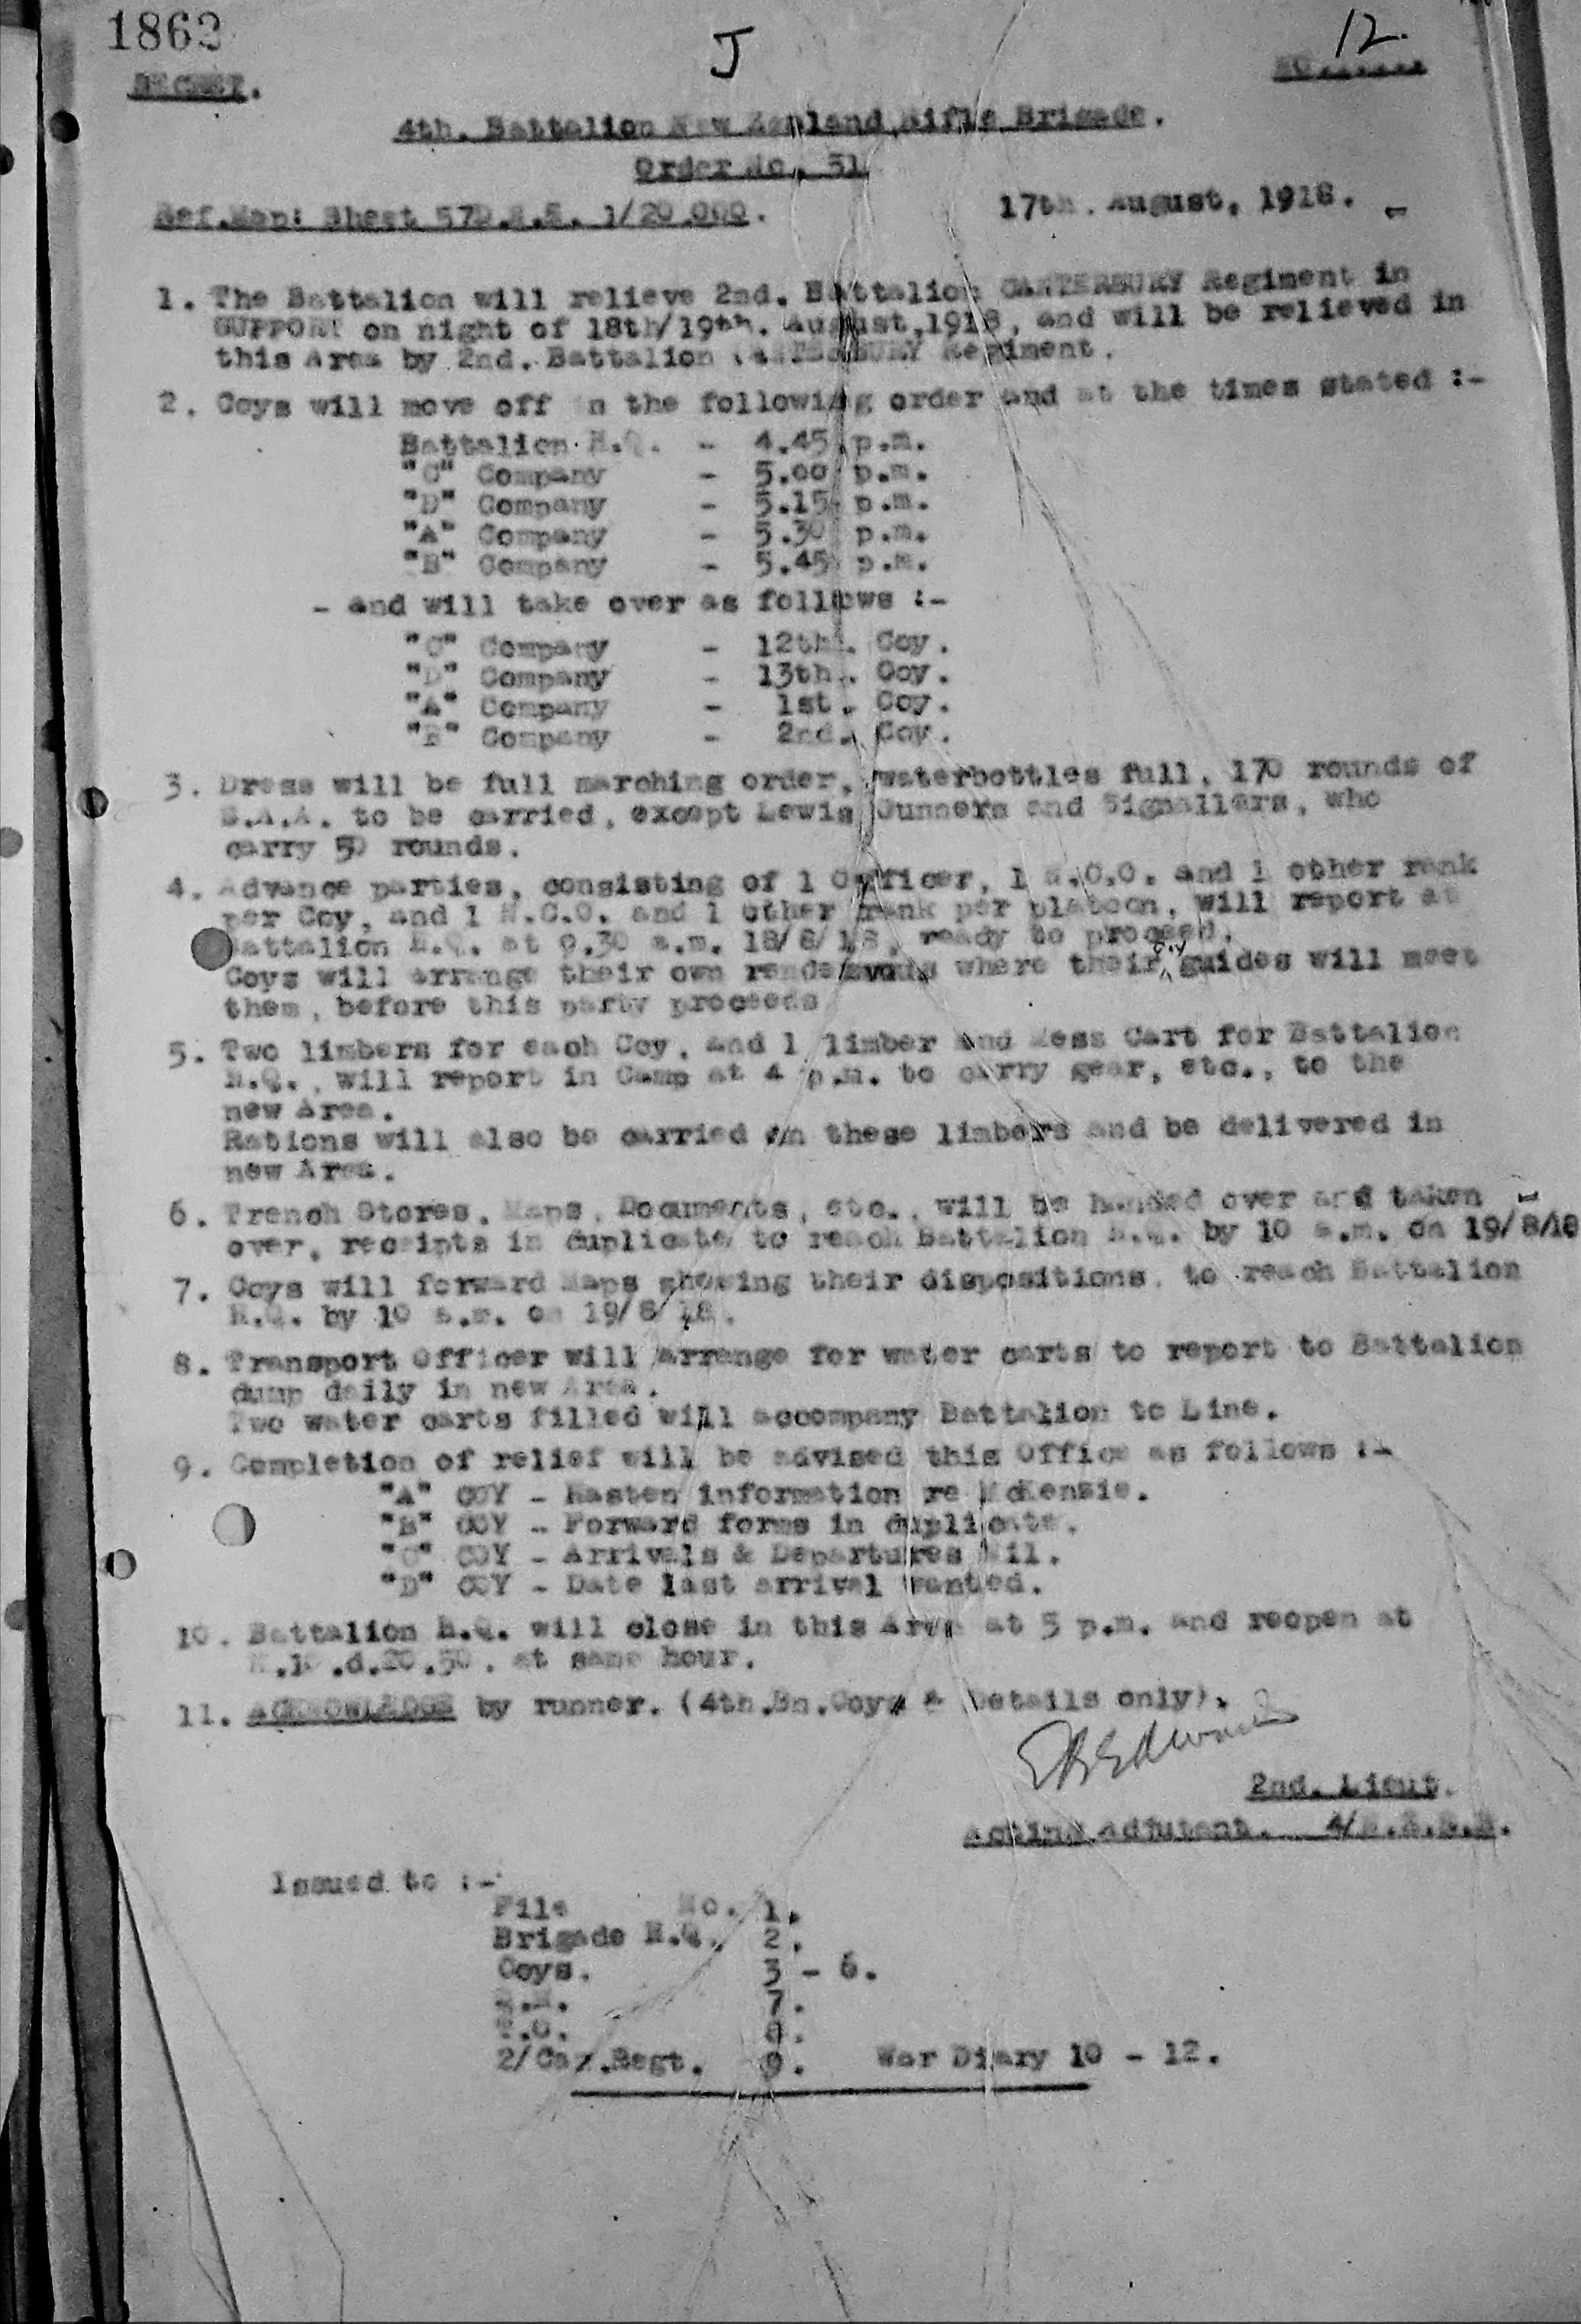 1862
J
12.
SECRET.
NO.......
4th. Battalion New Zealand Rifle Brigade.
Order No. 51
Ref.Map: Sheet 57D.N.E. 1/20,000.
17th. August, 1918.
1. The Battalion will relieve 2nd. Battalion CANTERBURY Regiment in
SUPPORT on night of 18th/19th. August,1918, and will be relieved in
this Area by 2nd. Battalion CANTERBURY Regiment.
2. Coys will move off in the following order and at the times stated :-
Battalion H.Q. - 4.45 p.m.
"C" Company - 5.00 p.m.
"D" Company - 5.15 p.m.
"A" Company - 5.30 p.m.
"B" Company - 5.45 p.m.
- and will take over as follows :-
"C" Company - 12th. Coy.
"D" Company - 13th. Coy.
"A" Company - 1st. Coy.
"B" Company - 2nd. Coy.
3. Dress will be full marching order, waterbottles full, 170 rounds of
S.A.A. to be carried, except Lewis Gunners and Signallers, who
carry 50 rounds.
4. Advance parties, consisting of 1 Officer, 1 N.C.O. and 1 other rank
per Coy, and 1 N.C.O. and 1 other rank per platoon, will report at
Battalion H.Q. at 9.30 a.m. 18/8/18, ready to proceed.
Coys will arrange their own rendezvous where their Coy guides will meet
them, before this party proceeds
5. Two limbers for each Coy, and 1 limber and Mess Cart for Battalion
H.Q., will report in Camp at 4 p.m. to carry gear, etc., to the
new Area.
Rations will also be carried on these limbers and be delivered in
new Area.
6. Trench Stores, Maps, Documents, etc., will be handed over and taken -
over, receipts in duplicate to reach Battalion H.Q. by 10 a.m. on 19/8/18
7. Coys will forward Maps showing their dispositions, to reach Battalion
H.Q. by 10 a.m. on 19/8/18.
8. Transport Officer will arrange for water carts to report to Battalion
dump daily in new Area.
Two water carts filled will accompany Battalion to Line.
9. Completion of relief will be advised this Office as follows :-
"A" COY - Hasten information re McKensie.
"B" COY - Forward forms in duplicate.
"C" COY - Arrivals & Departures Nil.
"D" COY - Date last arrival wanted.
10. Battalion H.Q. will close in this Area at 5 p.m. and reopen at
.d.20.50. at same hour.
11. ACKNOWLEDGE by runner. (4th.Bn.Coys & Details only).
Edwards
2nd. Lieut.
Acting Adjutant. 4/N.Z.R.B.
Issued to :-
File No. 1.
Brigade H.Q. 2.
Coys. 3 - 6.
7.
T.O. 8.
2/Can.Regt. 9. War Diary 10 - 12.